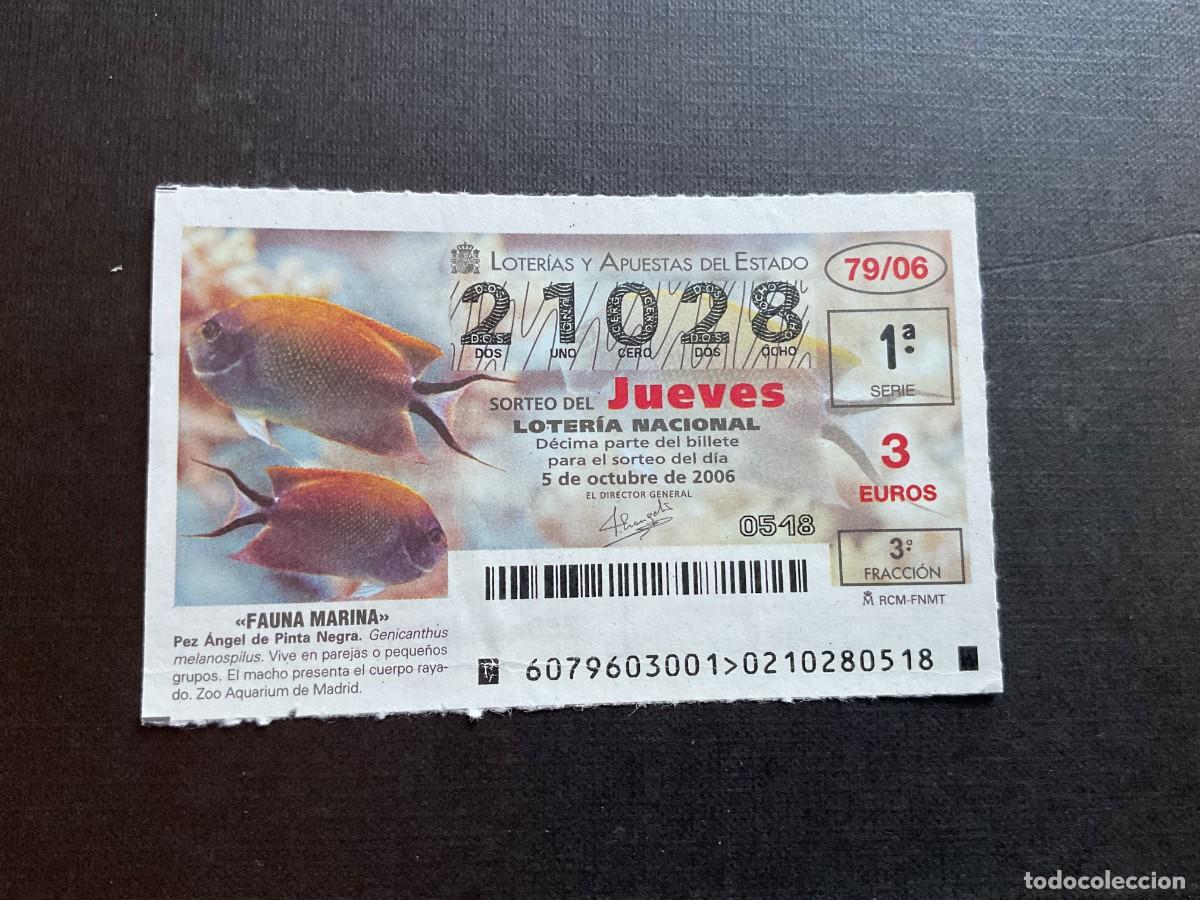 LOTERÍAS Y APUESTAS DEL ESTADO
79/06
21028
DOS UNO CERO DOS OCHO
1ª
SERIE
SORTEO DEL Jueves
LOTERÍA NACIONAL
Décima parte del billete
para el sorteo del día
5 de octubre de 2006
EL DIRECTOR GENERAL
3
EUROS
0518
3ª
FRACCIÓN
RCM-FNMT
«FAUNA MARINA»
Pez Ángel de Pinta Negra. Genicanthus
melanospilus. Vive en parejas o pequeños
grupos. El macho presenta el cuerpo raya-
do. Zoo Aquarium de Madrid.
6079603001>0210280518
todocoleccion